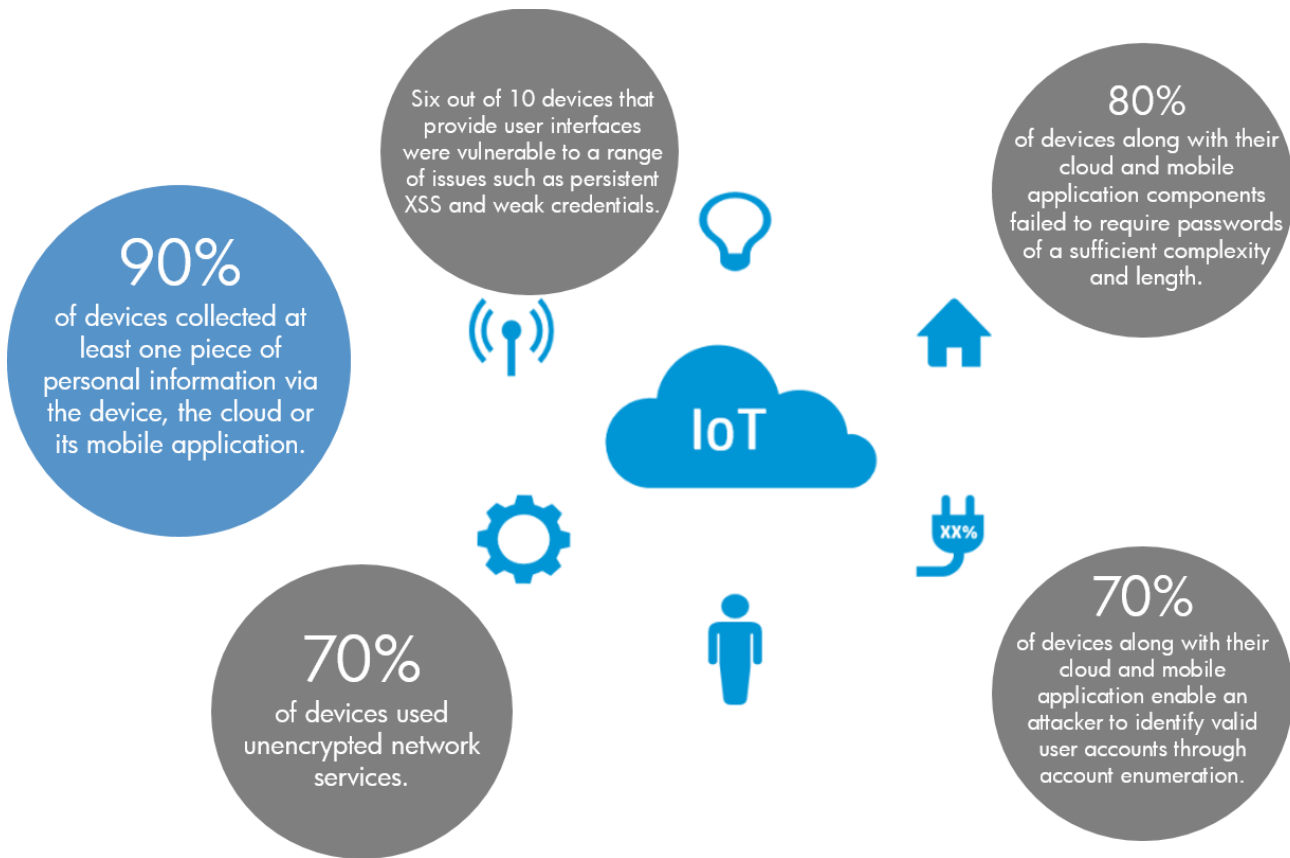 Six out of 10 devices that
provide user interfaces
were vulnerable to a range
of issues such as persistent
XSS and weak credentials.
80%
of devices along with their
cloud and mobile
application components
failed to require passwords
of a sufficient complexity
and length.
90%
of devices collected at
least one piece of
personal information via
the device, the cloud or
its mobile application.
IoT
XX%
70%
of devices used
unencrypted network
services.
70%
of devices along with their
cloud and mobile
application enable an
attacker to identify valid
user accounts through
account enumeration.